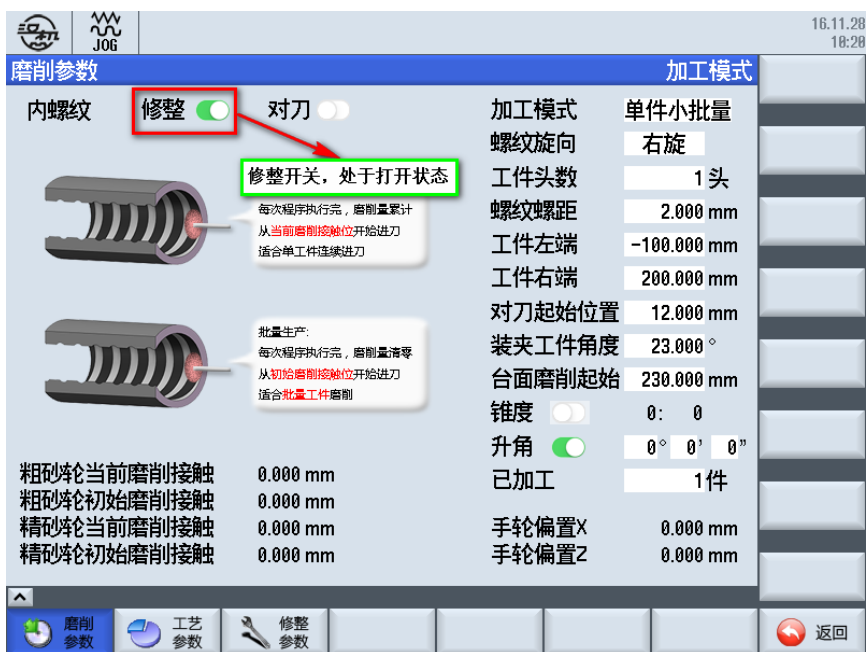 16.11.28
JOG
10:20
磨削参数 加工模式
内螺纹 修整 对刀
修整开关，处于打开状态
每次程序执行完，磨削量累计
从当前磨削接触位开始进刀
适合单工件连续进刀
批量生产:
每次程序执行完，磨削量清零
从初始磨削接触位开始进刀
适合批量工件磨削
加工模式 单件小批量
螺纹旋向 右旋
工件头数 1 头
螺纹螺距 2.000 mm
工件左端 -100.000 mm
工件右端 200.000 mm
对刀起始位置 12.000 mm
装夹工件角度 23.000 °
台面磨削起始 230.000 mm
锥度 0: 0
升角 0° 0’ 0”
已加工 1件
粗砂轮当前磨削接触 0.000 mm
粗砂轮初始磨削接触 0.000 mm
精砂轮当前磨削接触 0.000 mm
精砂轮初始磨削接触 0.000 mm
手轮偏置X 0.000 mm
手轮偏置Z 0.000 mm
磨削
参数
工艺
参数
修整
参数
返回